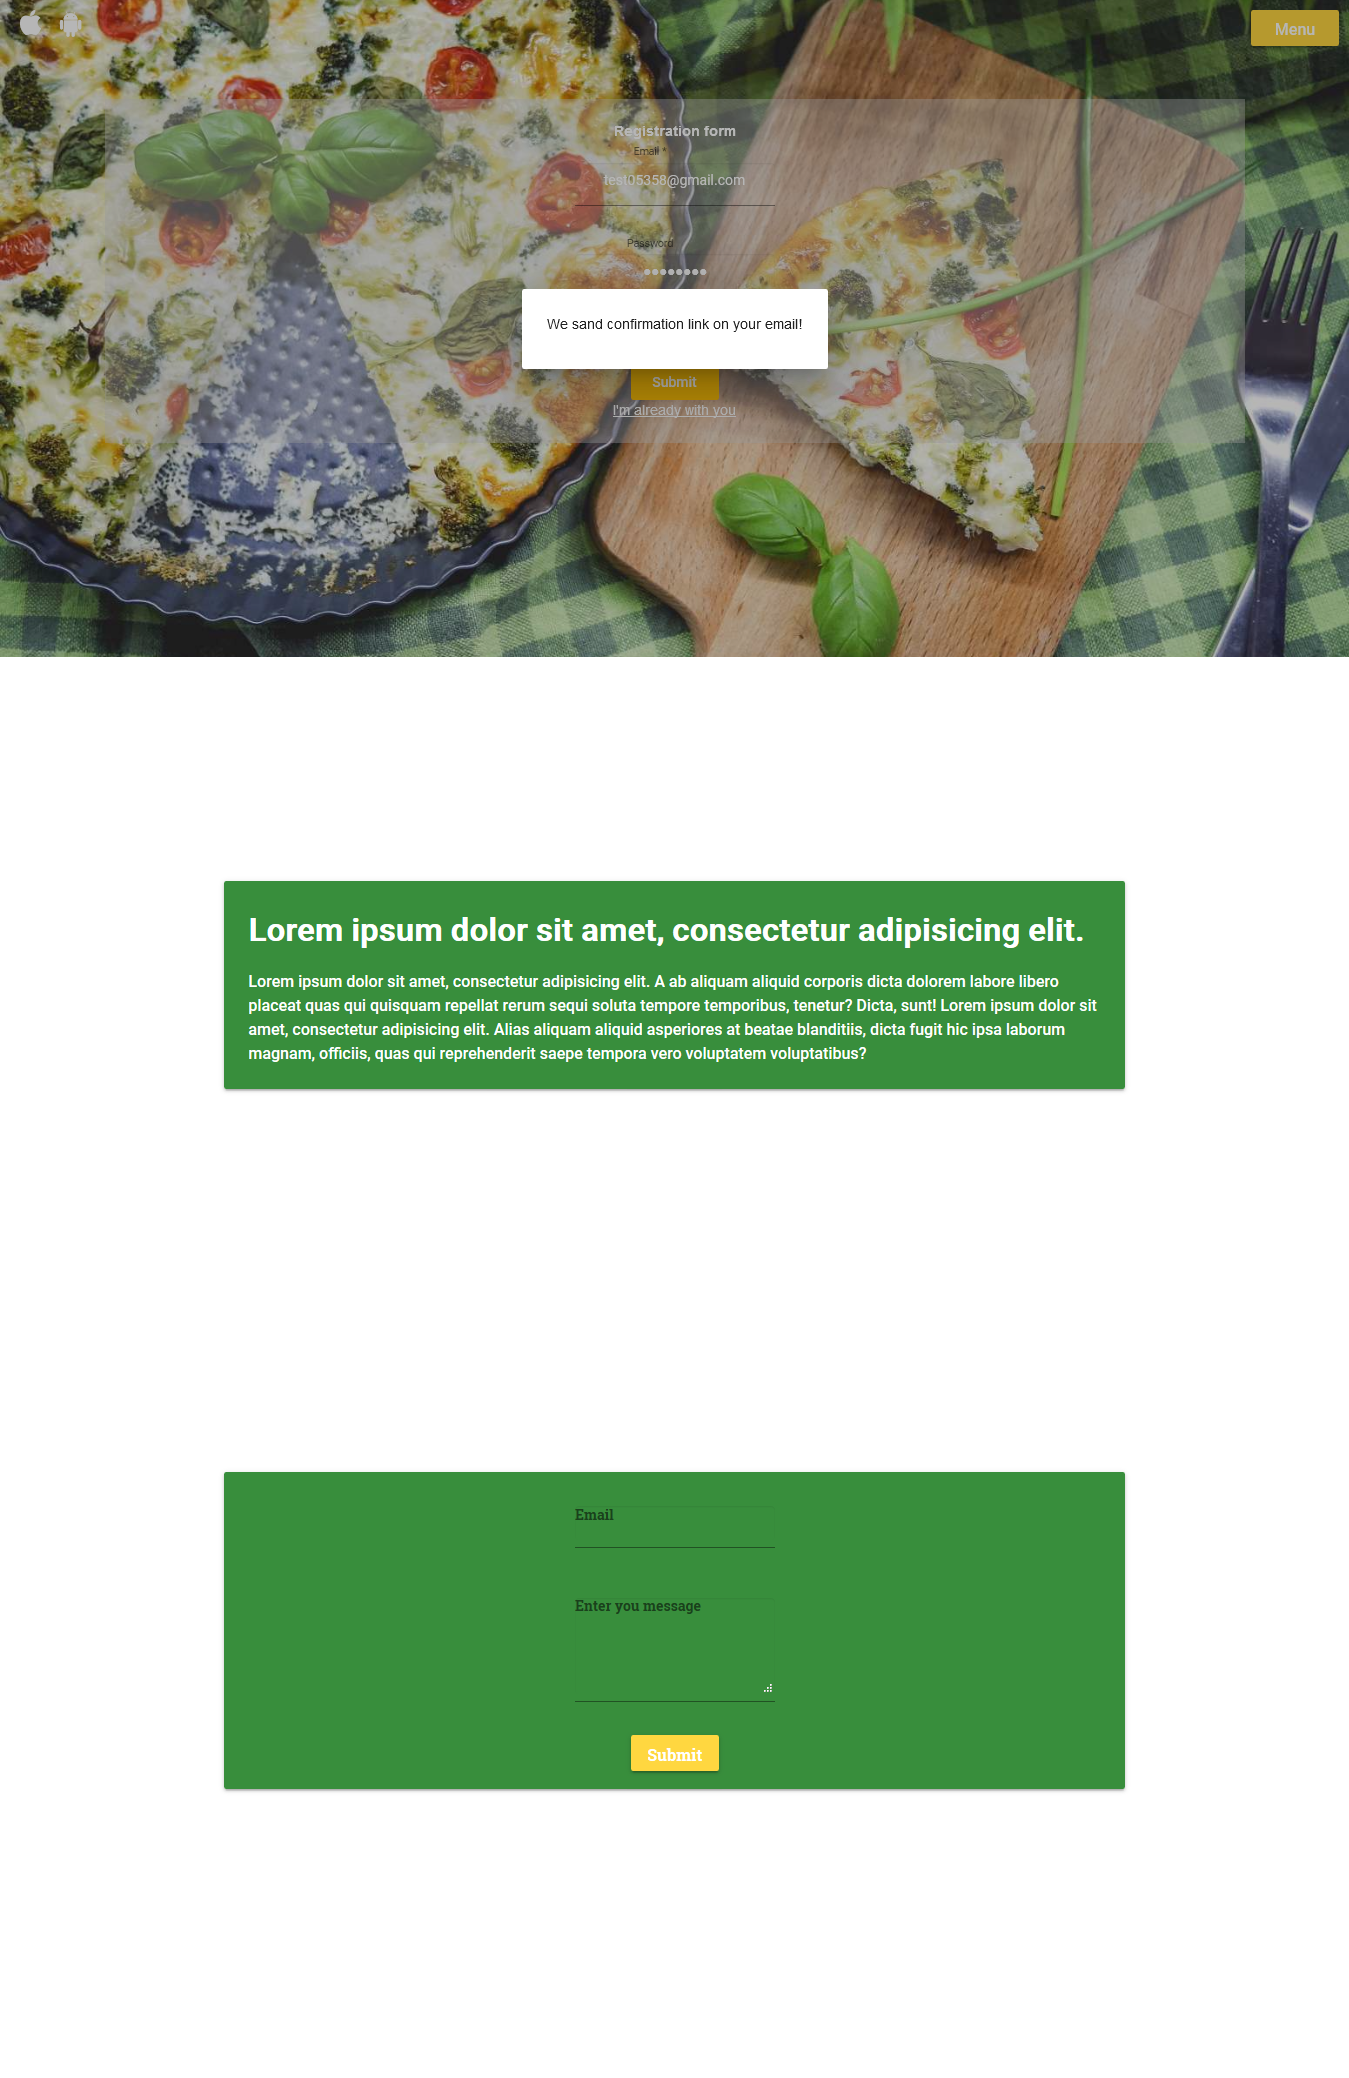 Menu
Registration form
Email *
test05358@gmail.com
Password
We sand confirmation link on your email!
Submit
I'm already with you
Lorem ipsum dolor sit amet, consectetur adipisicing elit.
Lorem ipsum dolor sit amet, consectetur adipisicing elit. A ab aliquam aliquid corporis dicta dolorem labore libero
placeat quas qui quisquam repellat rerum sequi soluta tempore temporibus, tenetur? Dicta, sunt! Lorem ipsum dolor sit
amet, consectetur adipisicing elit. Alias aliquam aliquid asperiores at beatae blanditiis, dicta fugit hic ipsa laborum
magnam, officiis, quas qui reprehenderit saepe tempora vero voluptatem voluptatibus?
Email
Enter you message
Submit